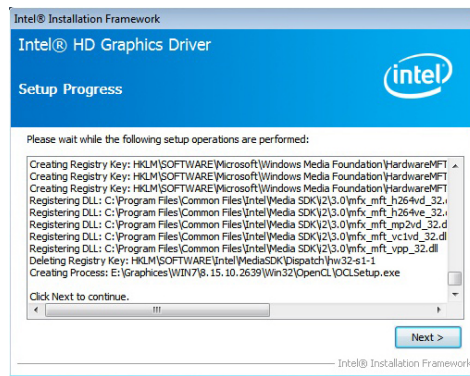 Intel® Installation Framework
Intel® HD Graphics Driver
(intel)
Setup Progress
Please wait while the following setup operations are performed:
Creating Registry Key: HKLM\SOFTWARE\Microsoft\Windows Media Foundation\HardwareMFT
Creating Registry Key: HKLM\SOFTWARE\Microsoft\Windows Media Foundation\HardwareMFT
Creating Registry Key: HKLM\SOFTWARE\Microsoft\Windows Media Foundation\HardwareMFT
Registering DLL: C:\Program Files\Common Files\Intel\Media SDK\i2\3.0\mfx_mft_h264vd_32.
Registering DLL: C:\Program Files\Common Files\Intel\Media SDK\i2\3.0\mfx_mft_h264ve_32.
Registering DLL: C:\Program Files\Common Files\Intel\Media SDK\i2\3.0\mfx_mft_mp2vd_32.d
Registering DLL: C:\Program Files\Common Files\Intel\Media SDK\i2\3.0\mfx_mft_vc1vd_32.dl
Registering DLL: C:\Program Files\Common Files\Intel\Media SDK\i2\3.0\mfx_mft_vpp_32.dll
Deleting Registry Key: HKLM\SOFTWARE\Intel\MediaSDK\Dispatch\hw32-s1-1
Creating Process: E:\Graphices\WIN7\8.15.10.2639\Win32\OpenCL\OCLSetup.exe
Click Next to continue.
Next >
Intel® Installation Framework